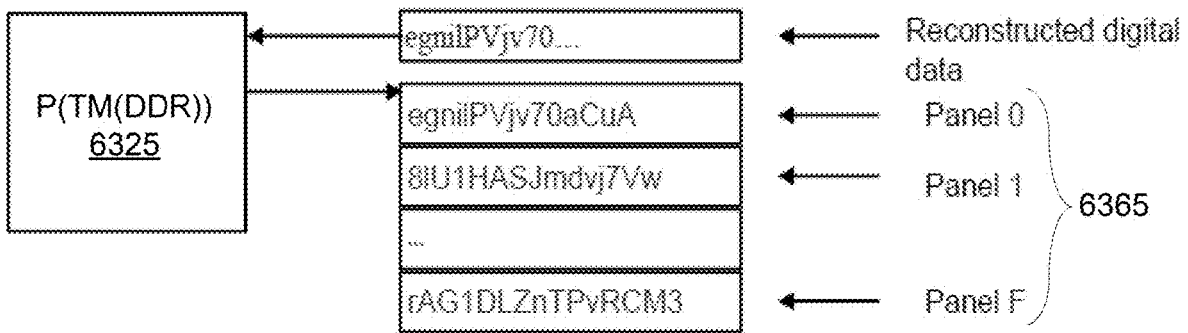 egnilPVjv70...
Reconstructed digital
data
P(TM(DDR))
6325
egnilPVjv70aCuA
Panel 0
8lU1HASJmdvj7Vw
Panel 1
6365
...
rAG1DLZnTPvRCM3
Panel F